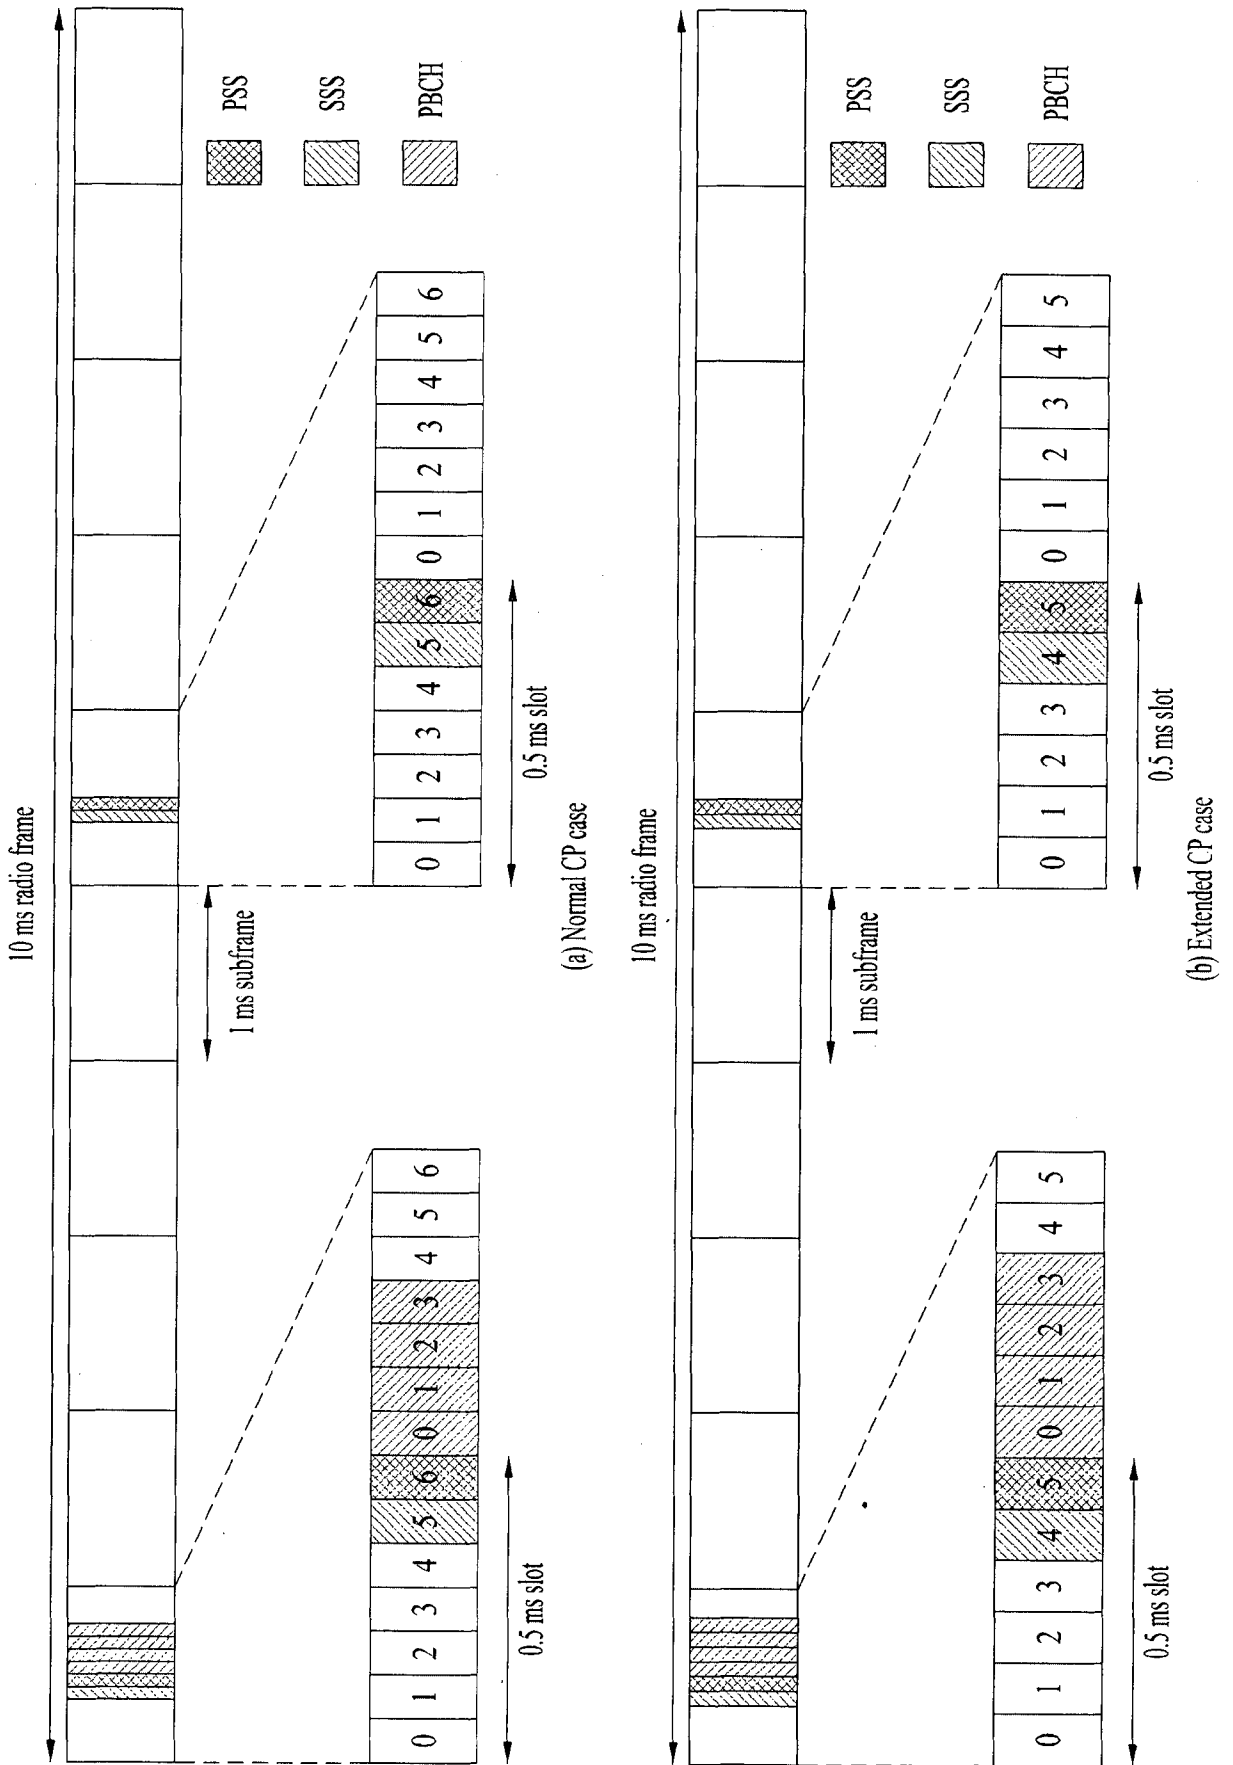 10 ms radio frame
PSS
SSS
PBCH
1 ms subframe
0 1 2 3 4 5 6 0 1 2 3 4 5 6
0.5 ms slot
0 1 2 3 4 5 6 0 1 2 3 4 5 6
0.5 ms slot
(a) Normal CP case
10 ms radio frame
PSS
SSS
PBCH
1 ms subframe
0 1 2 3 4 5 0 1 2 3 4 5
0.5 ms slot
0 1 2 3 4 5 0 1 2 3 4 5
0.5 ms slot
(b) Extended CP case